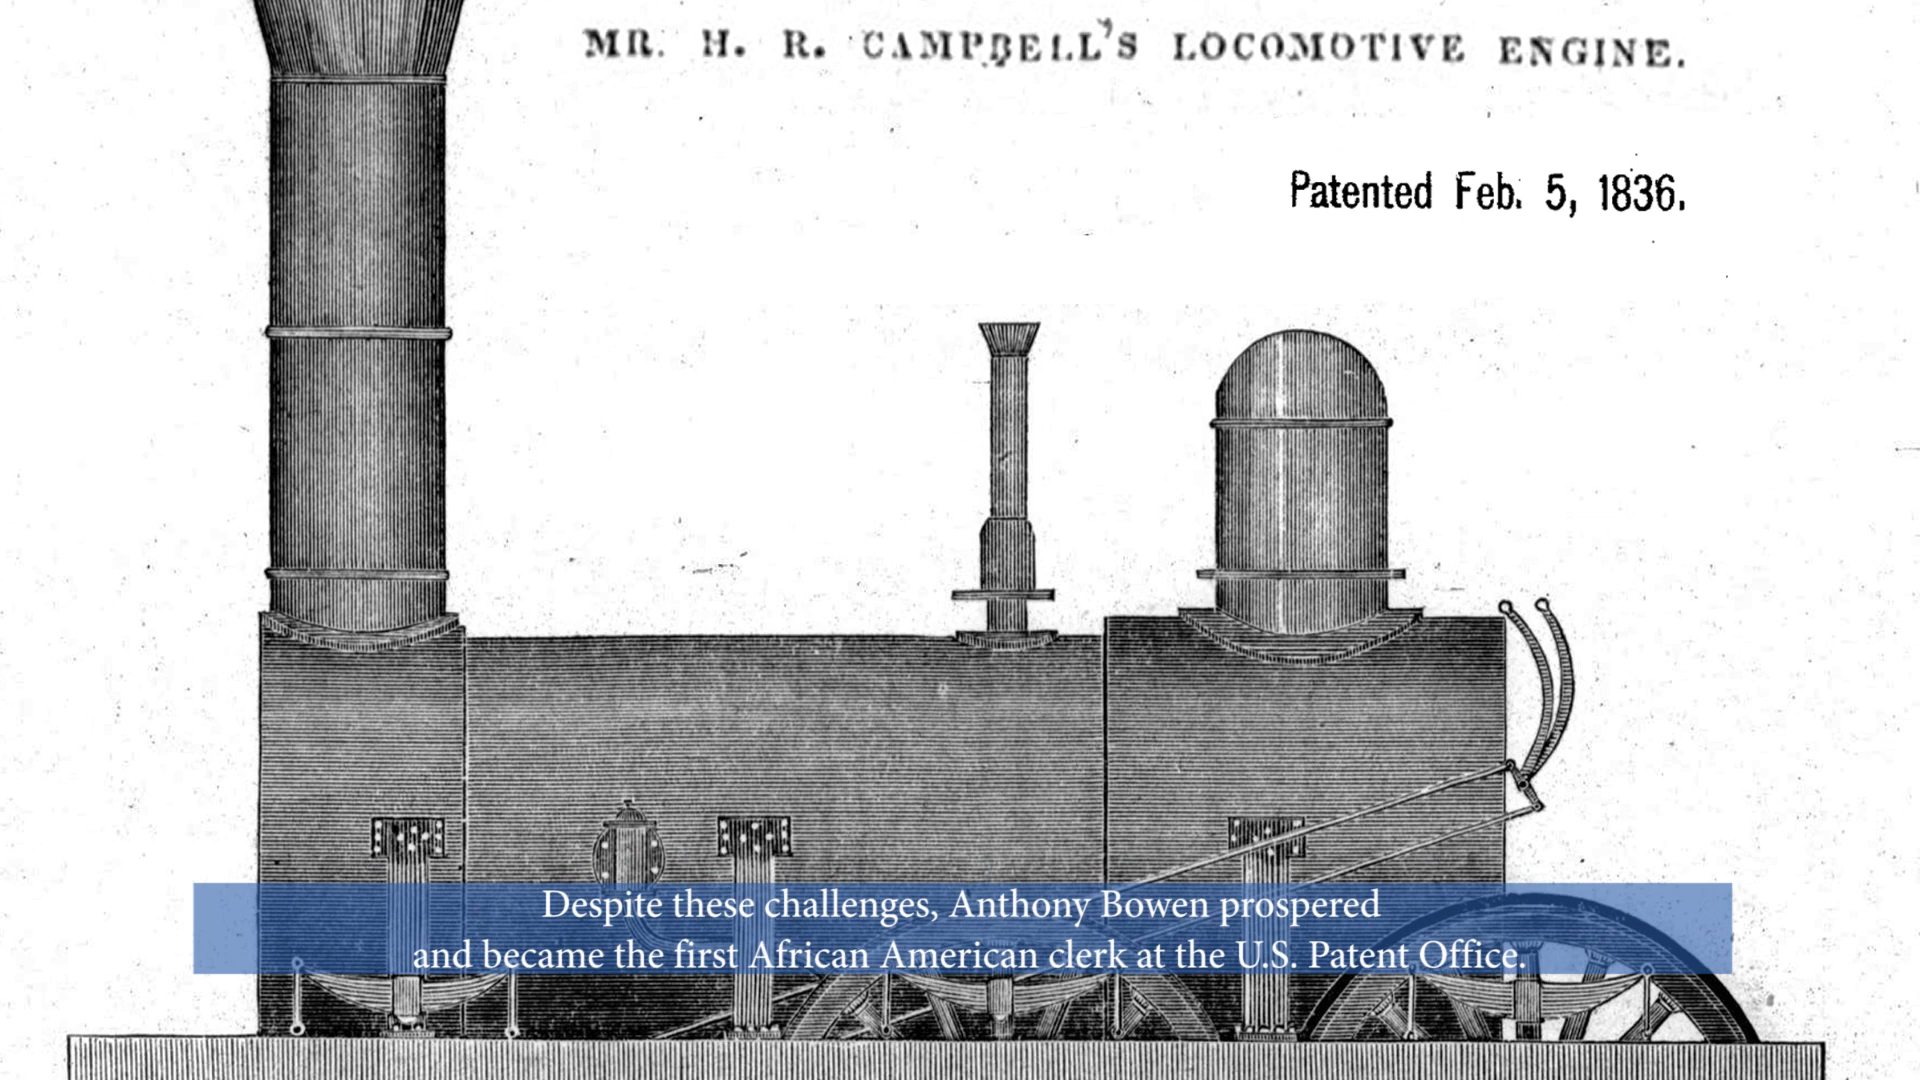 MR. H. R. CAMPBELL'S LOCOMOTIVE ENGINE.
Patented Feb. 5, 1836.
Despite these challenges, Anthony Bowen prospered
and became the first African American clerk at the U.S. Patent Office.